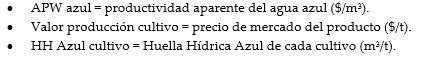 • APW azul = productividad aparente del agua azul ($/m³).
• Valor producción cultivo = precio de mercado del producto ($/t).
• HH Azul cultivo = Huella Hídrica Azul de cada cultivo (m³/t).